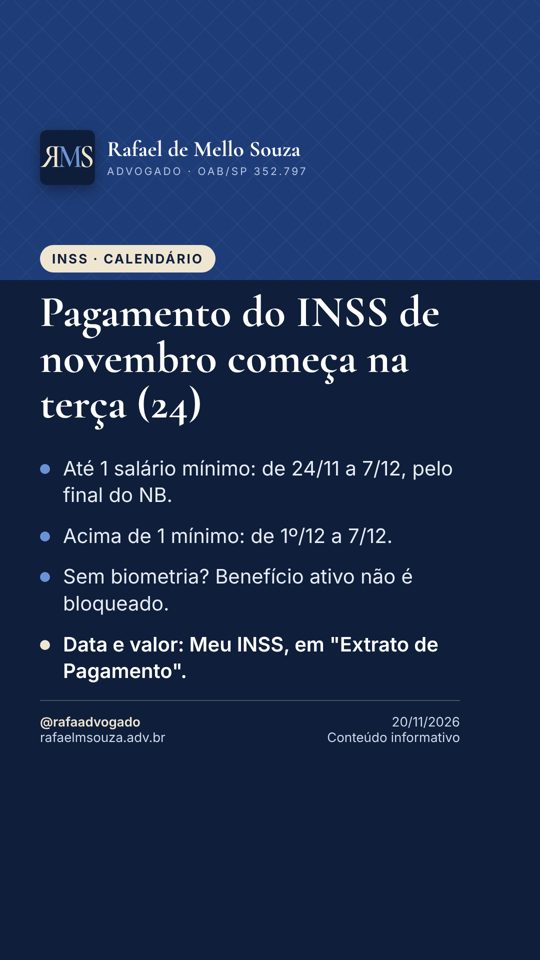 RMS
Rafael de Mello Souza
ADVOGADO · OAB/SP 352.797
INSS · CALENDÁRIO
Pagamento do INSS de
novembro começa na
terça (24)
Até 1 salário mínimo: de 24/11 a 7/12, pelo
final do NB.
Acima de 1 mínimo: de 1º/12 a 7/12.
Sem biometria? Benefício ativo não é
bloqueado.
Data e valor: Meu INSS, em "Extrato de
Pagamento".
@rafaadvogado
rafaelmsouza.adv.br
20/11/2026
Conteúdo informativo